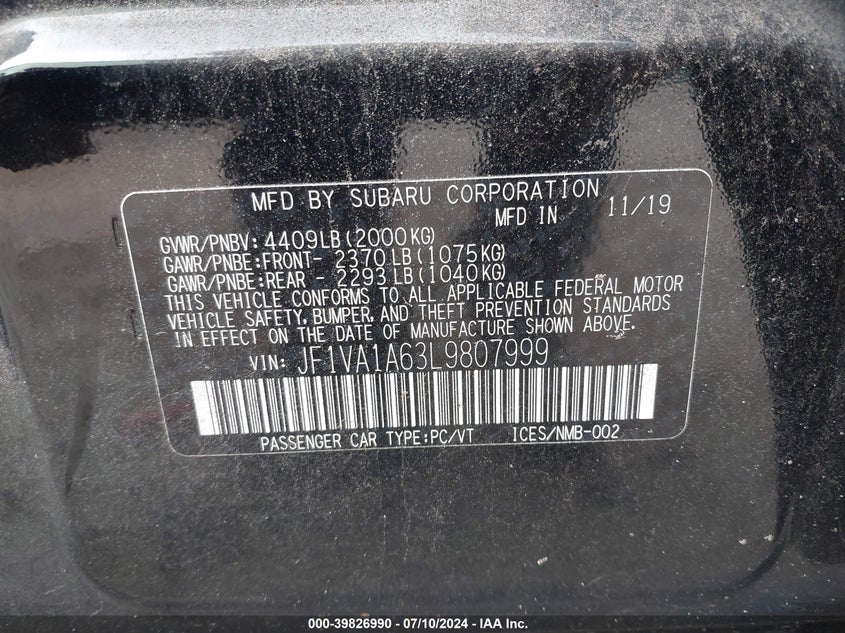 MFD BY SUBARU CORPORATION
MFD IN 11/19
GVWR/PNBV: 4409LB(2000KG)
GAWR/PNBE:FRONT- 2370LB(1075KG)
GAWR/PNBE:REAR - 2293LB(1040KG)
THIS VEHICLE CONFORMS TO ALL APPLICABLE FEDERAL MOTOR
VEHICLE SAFETY, BUMPER, AND THEFT PREVENTION STANDARDS
IN EFFECT ON THE DATE OF MANUFACTURE SHOWN ABOVE.
VIN: JF1VA1A63L9807999
PASSENGER CAR TYPE:PC/VT ICES/NMB-002
000-39826990 - 07/10/2024 - IAA Inc.